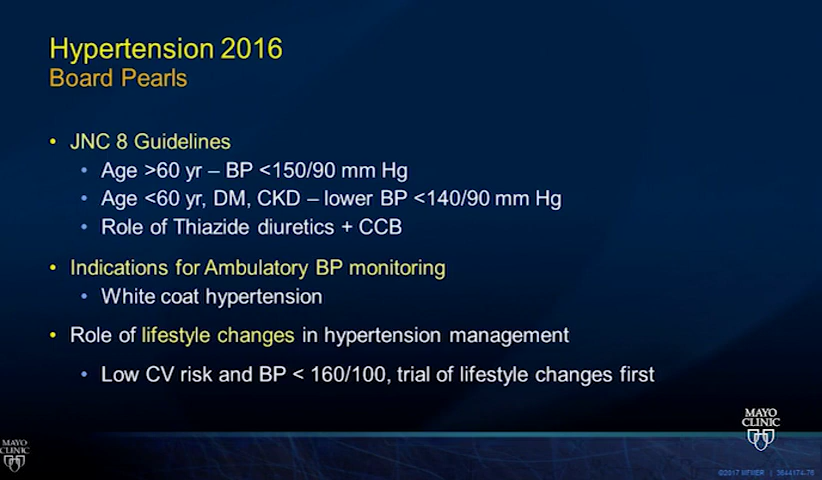 Hypertension 2016
Board Pearls
• JNC 8 Guidelines
• Age >60 yr – BP <150/90 mm Hg
• Age <60 yr, DM, CKD – lower BP <140/90 mm Hg
• Role of Thiazide diuretics + CCB
• Indications for Ambulatory BP monitoring
• White coat hypertension
• Role of lifestyle changes in hypertension management
• Low CV risk and BP < 160/100, trial of lifestyle changes first
MAYO
CLINIC
MAYO
CLINIC
©2017 MFMER |